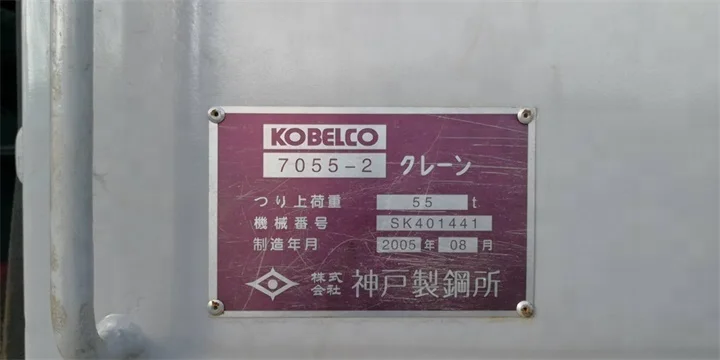 KOBELCO
7055-2 クレーン
つり上荷重 55 t
機械番号 SK401441
制造年月 2005年 08月
株式会社 神戸製鋼所